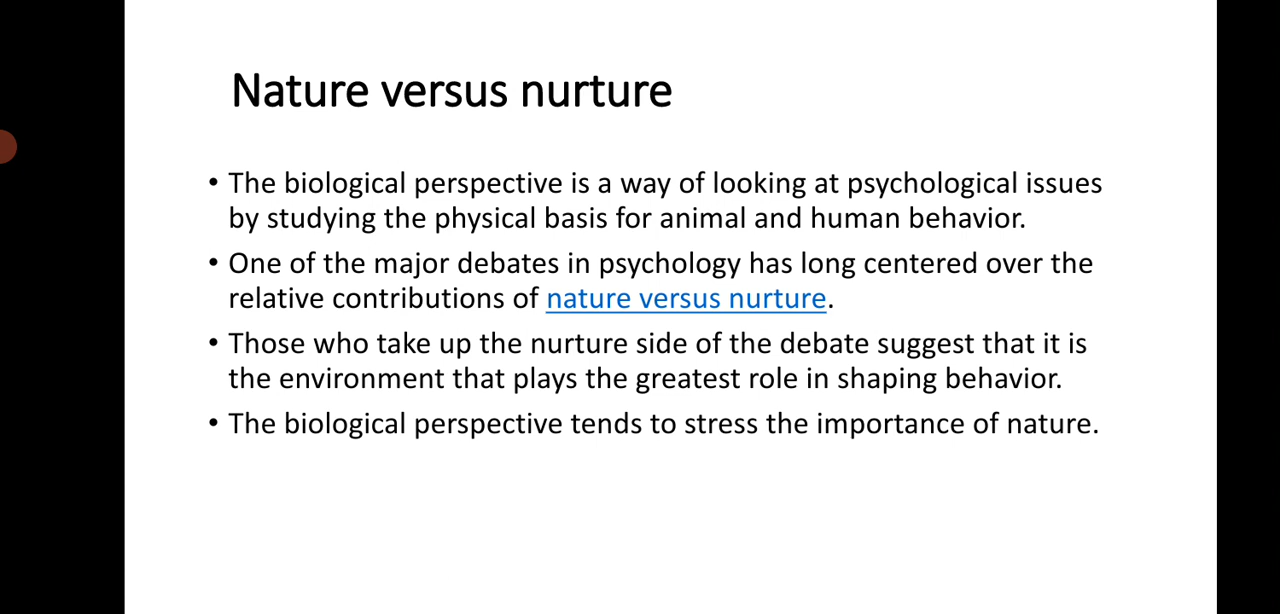 Nature versus nurture
• The biological perspective is a way of looking at psychological issues
by studying the physical basis for animal and human behavior.
• One of the major debates in psychology has long centered over the
relative contributions of nature versus nurture.
• Those who take up the nurture side of the debate suggest that it is
the environment that plays the greatest role in shaping behavior.
• The biological perspective tends to stress the importance of nature.